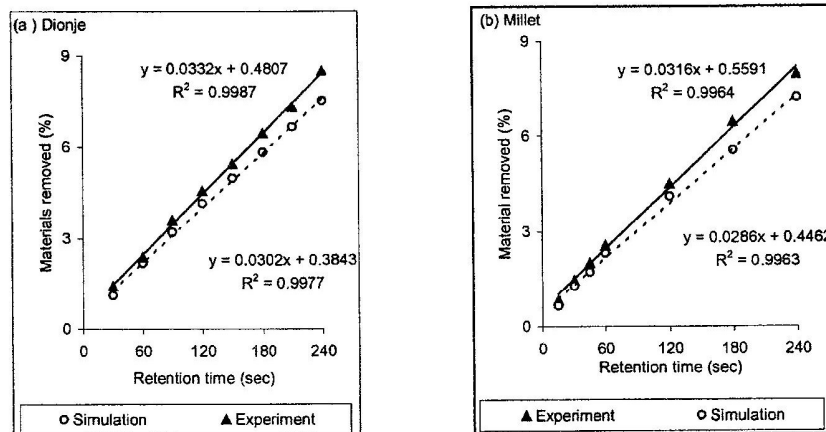 (a ) Dionje
9
y = 0.0332x + 0.4807
R² = 0.9987
6
Materials removed (%)
3
y = 0.0302x + 0.3843
R² = 0.9977
0
0 60 120 180 240
Retention time (sec)
Simulation Experiment
(b) Millet
9
y = 0.0316x + 0.5591
R² = 0.9964
6
Material removed (%)
3
y = 0.0286x + 0.4462
R² = 0.9963
0
0 60 120 180 240
Retention time (sec)
Experiment Simulation